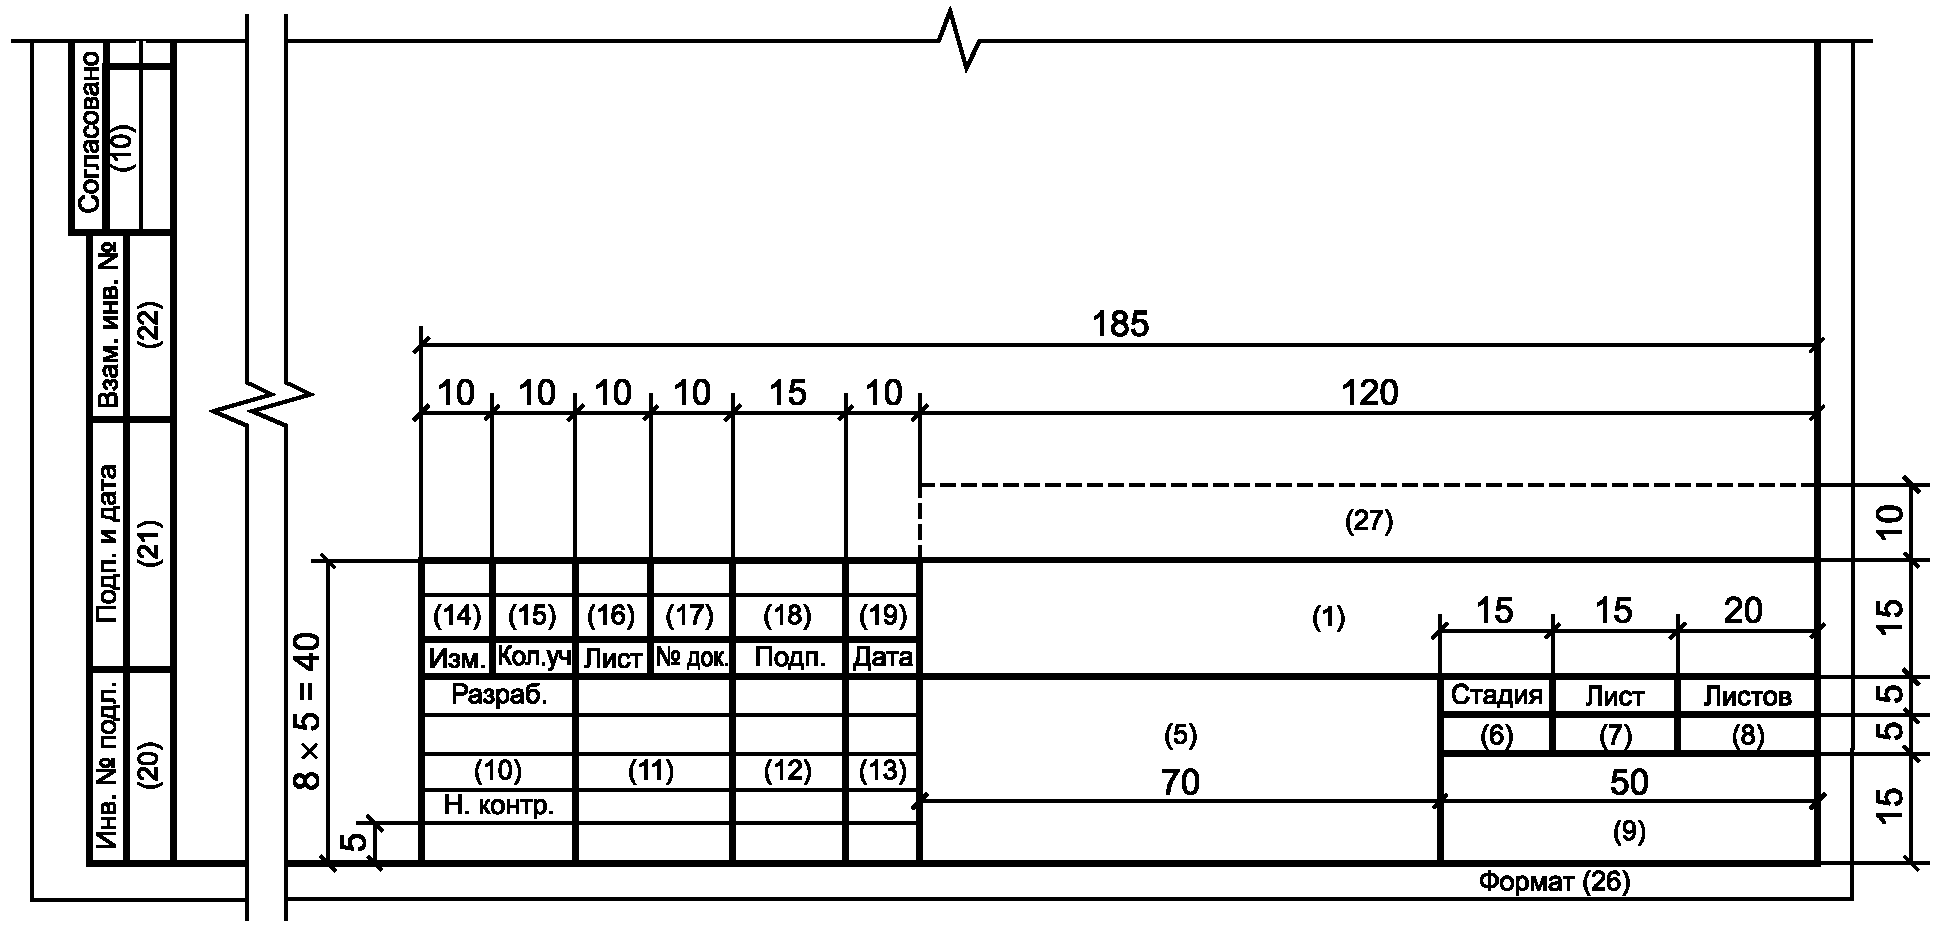 Согласовано
(10)
Взам. инв. №
(22)
Подп. и дата
(21)
Инв. № подл.
(20)
185
10 10 10 10 15 10 120
(27)
10
(1)
15 15 20
15
(14) (15) (16) (17) (18) (19)
Изм. Кол.уч Лист № док. Подп. Дата
8 × 5 = 40
Разраб.
Стадия Лист Листов
5
(5)
(6) (7) (8)
5
(10) (11) (12) (13)
70
50
Н. контр.
15
5
(9)
Формат (26)